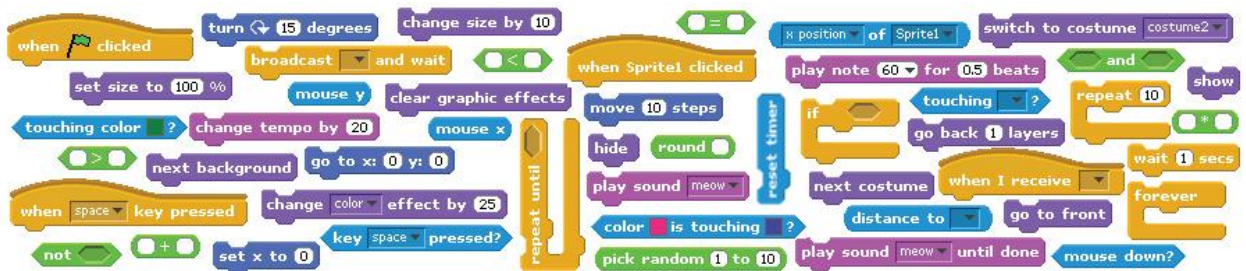 when clicked
turn 15 degrees
change size by 10
=
x position of Sprite1
switch to costume costume2
broadcast and wait
<
when Sprite1 clicked
play note 60 for 0.5 beats
and
show
set size to 100 %
mouse y
clear graphic effects
move 10 steps
reset timer
if
touching ?
repeat 10
touching color ?
change tempo by 20
mouse x
repeat until
hide
round
go back 1 layers
*
>
next background
go to x: 0 y: 0
play sound meow
next costume
when I receive
wait 1 secs
when space key pressed
change color effect by 25
color is touching ?
distance to
go to front
forever
not
+
set x to 0
key space pressed?
pick random 1 to 10
play sound meow until done
mouse down?